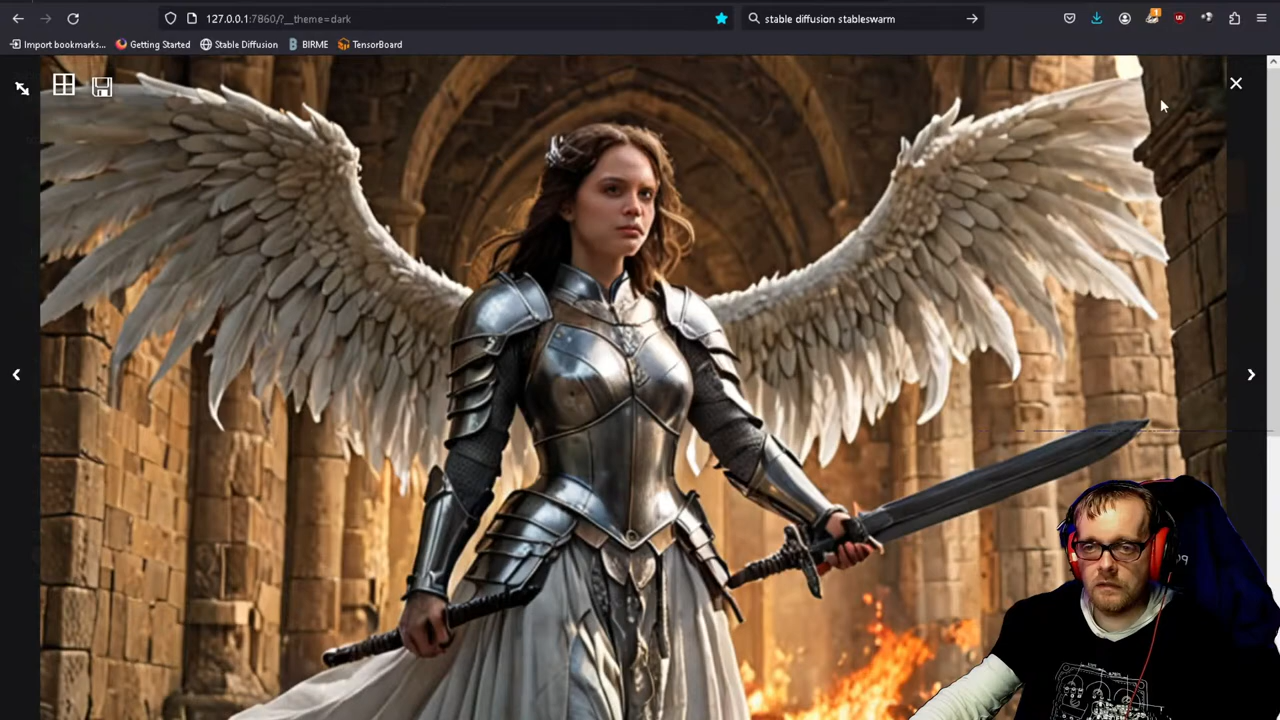 127.0.0.1:7860/?__theme=dark
stable diffusion stableswarm
Import bookmarks...
Getting Started
Stable Diffusion
BIRME
TensorBoard